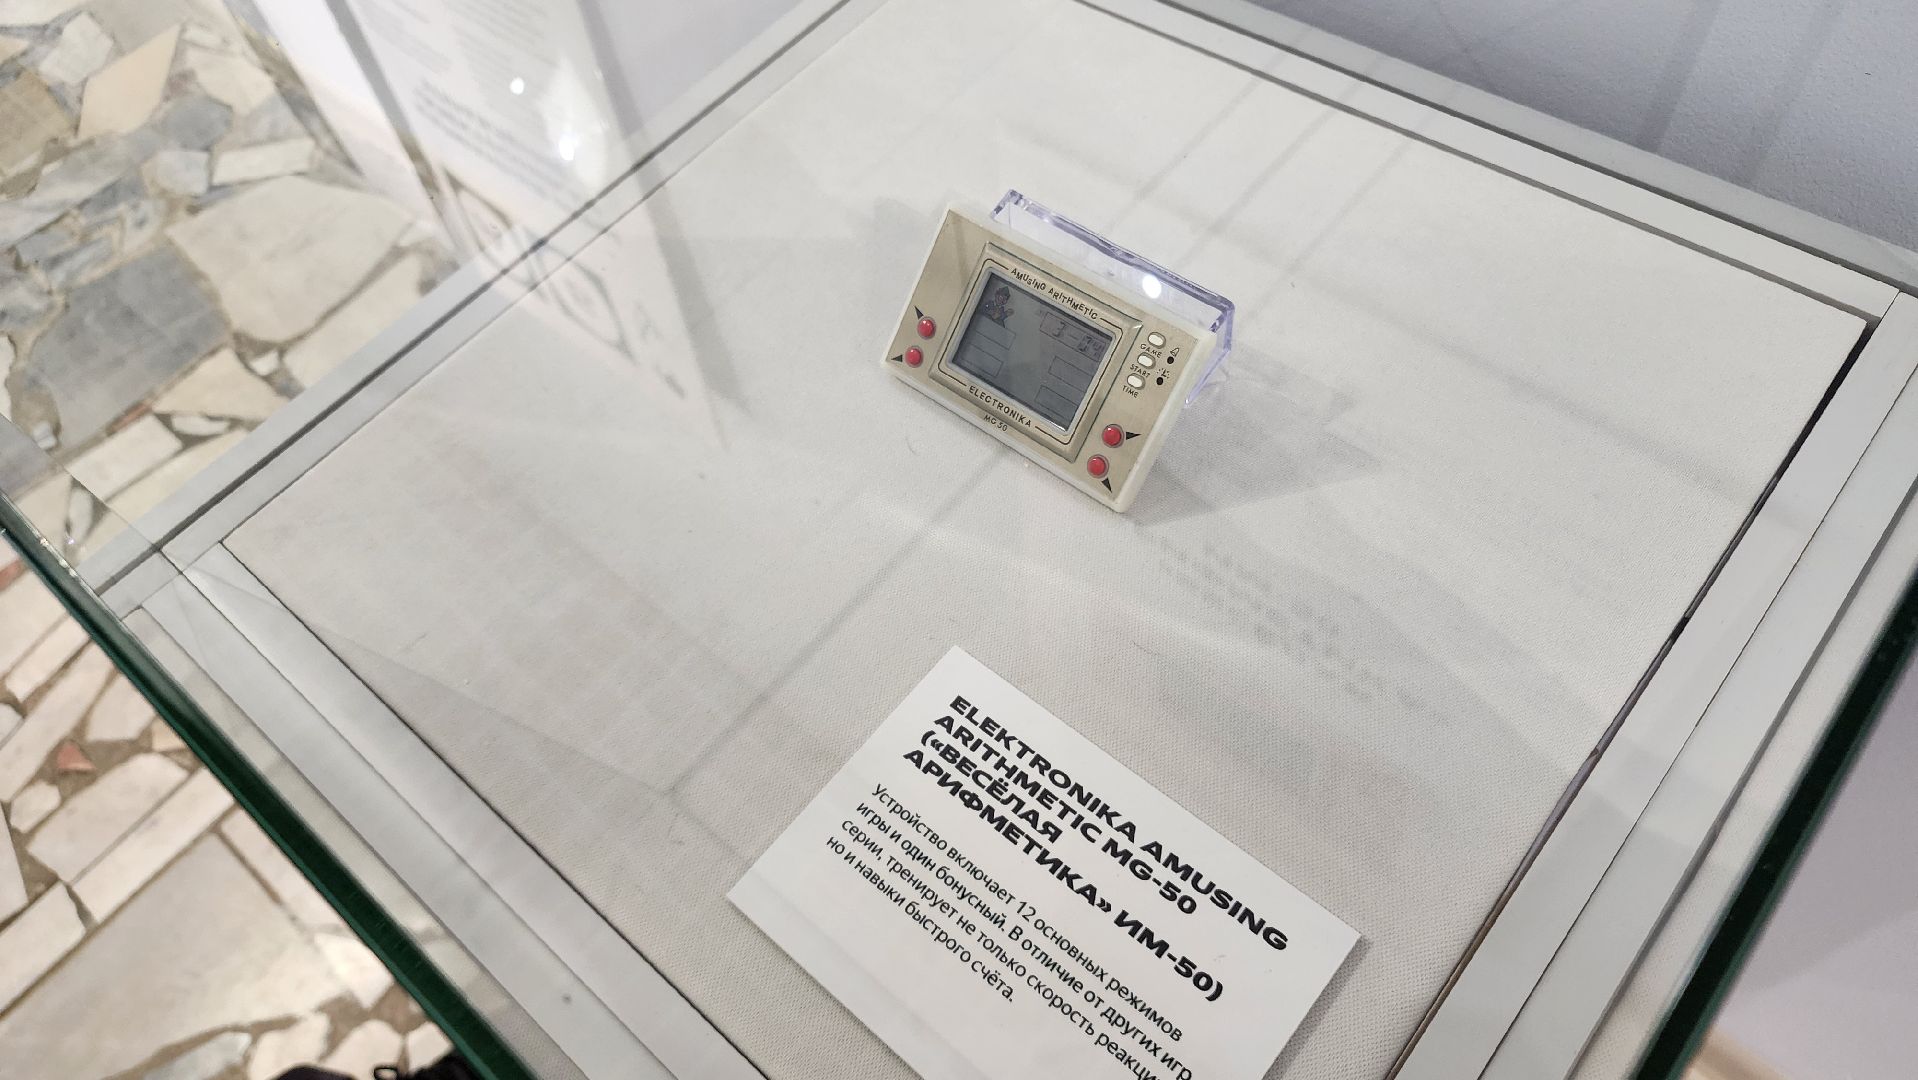 AMUSING ARITHMETIC
3
GAME
START
TIME
ELECTRONIKA
MG 50
ELEKTRONIKA AMUSING
ARITHMETIC MG-50
(«ВЕСЁЛАЯ
АРИФМЕТИКА» ИМ-50)
Устройство включает 12 основных режимов
игры и один бонусный. В отличие от других игр
серии, тренирует не только скорость
но и навыки быстрого счёта.